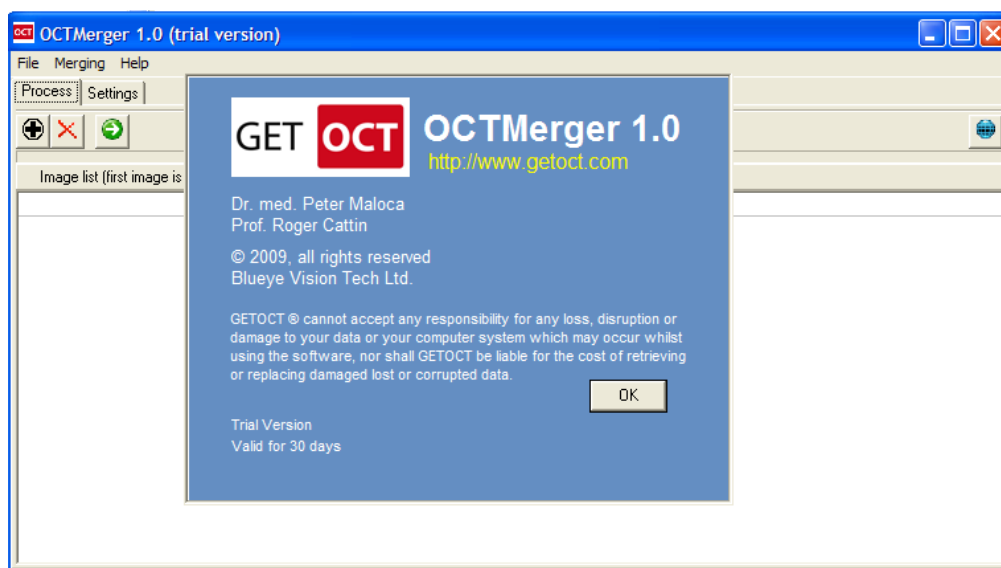 OCT OCTMerger 1.0 (trial version)
File Merging Help
Process Settings
Image list (first image is
GET OCT
OCTMerger 1.0
http://www.getoct.com
Dr. med. Peter Maloca
Prof. Roger Cattin
© 2009, all rights reserved
Blueye Vision Tech Ltd.
GETOCT ® cannot accept any responsibility for any loss, disruption or
damage to your data or your computer system which may occur whilst
using the software, nor shall GETOCT be liable for the cost of retrieving
or replacing damaged lost or corrupted data.
OK
Trial Version
Valid for 30 days